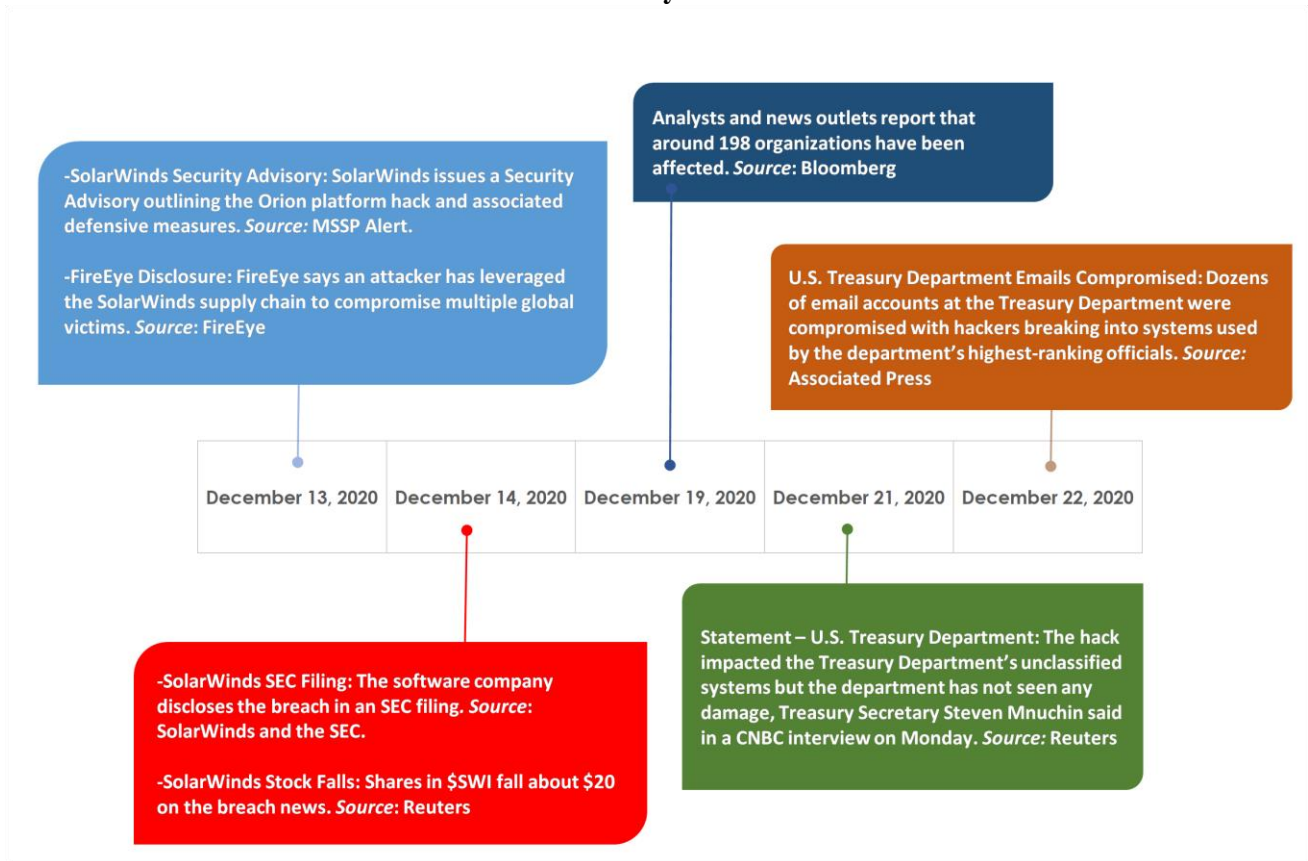 Analysts and news outlets report that
around 198 organizations have been
affected. Source: Bloomberg
-SolarWinds Security Advisory: SolarWinds issues a Security
Advisory outlining the Orion platform hack and associated
defensive measures. Source: MSSP Alert.
-FireEye Disclosure: FireEye says an attacker has leveraged
the SolarWinds supply chain to compromise multiple global
victims. Source: FireEye
U.S. Treasury Department Emails Compromised: Dozens
of email accounts at the Treasury Department were
compromised with hackers breaking into systems used
by the department’s highest-ranking officials. Source:
Associated Press
December 13, 2020
December 14, 2020
December 19, 2020
December 21, 2020
December 22, 2020
-SolarWinds SEC Filing: The software company
discloses the breach in an SEC filing. Source:
SolarWinds and the SEC.
-SolarWinds Stock Falls: Shares in $SWI fall about $20
on the breach news. Source: Reuters
Statement – U.S. Treasury Department: The hack
impacted the Treasury Department’s unclassified
systems but the department has not seen any
damage, Treasury Secretary Steven Mnuchin said
in a CNBC interview on Monday. Source: Reuters